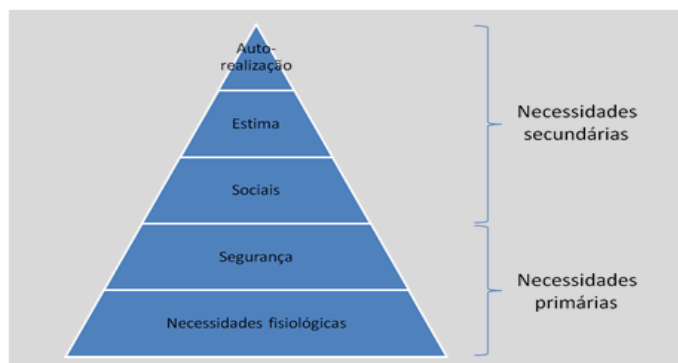 Auto-
realização
Estima
Sociais
Segurança
Necessidades fisiológicas
Necessidades
secundárias
Necessidades
primárias